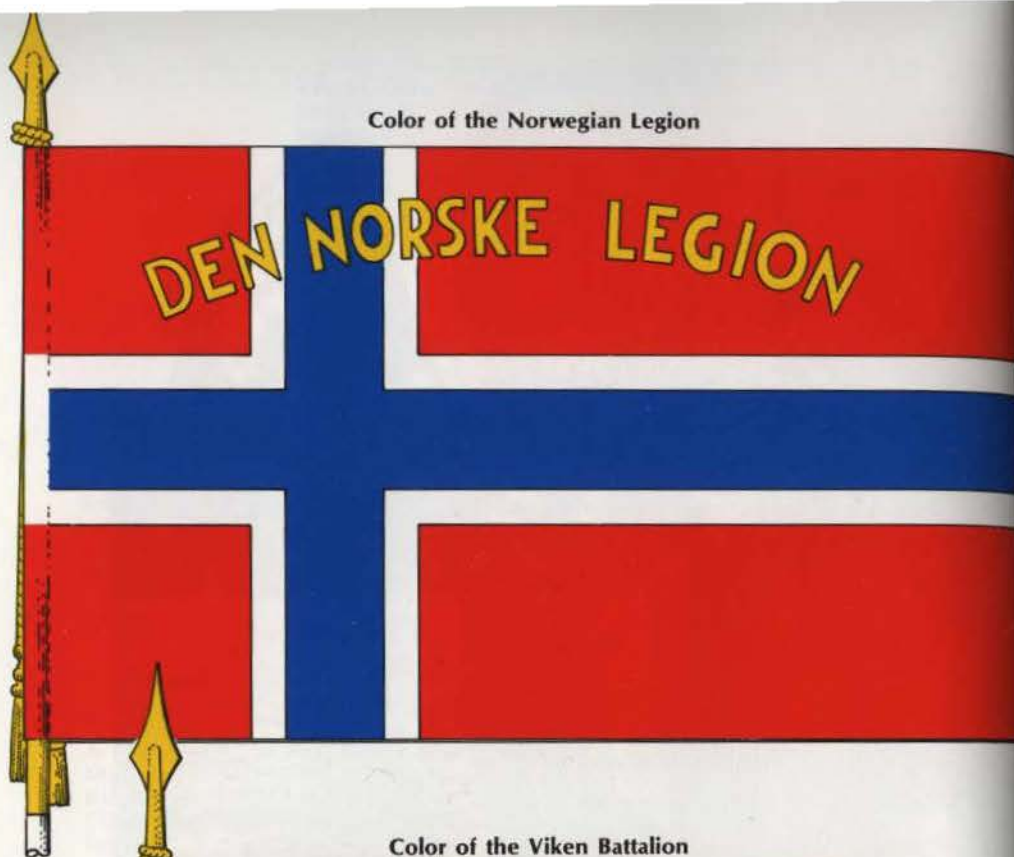 Color of the Norwegian Legion
DEN NORSKE LEGION
Color of the Viken Battalion